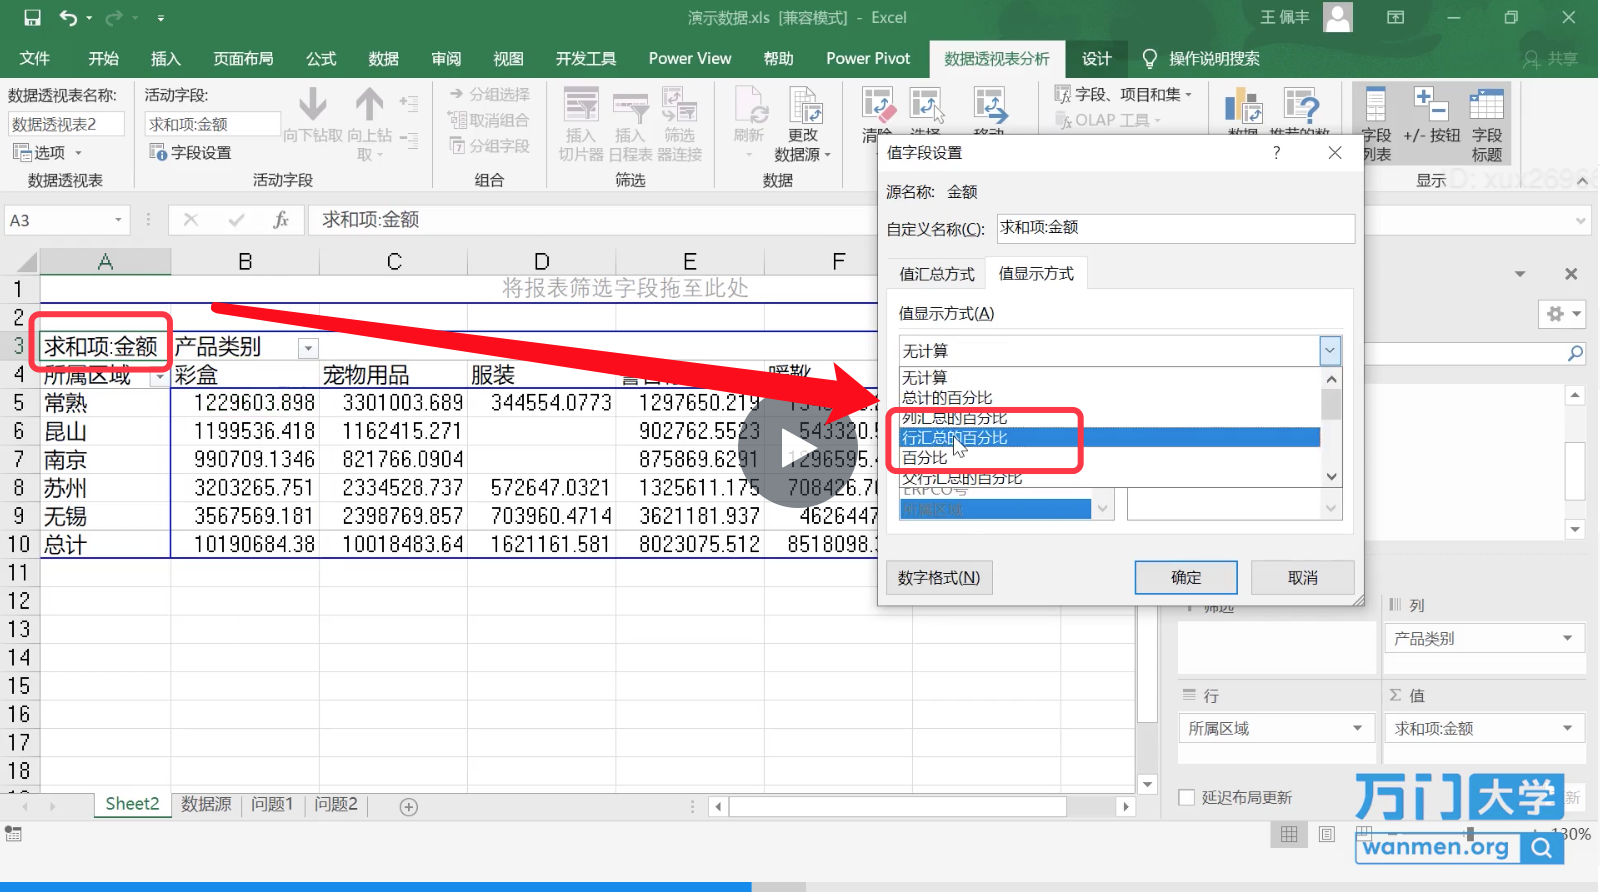 演示数据.xls [兼容模式] - Excel
王 佩丰
文件 开始 插入 页面布局 公式 数据 审阅 视图 开发工具 Power View 帮助 Power Pivot 数据透视表分析 设计 操作说明搜索 共享
数据透视表名称:
数据透视表2
选项
数据透视表
活动字段:
求和项:金额
字段设置
向下钻取 向上钻取
活动字段
分组选择
取消组合
分组字段
组合
插入切片器
插入日程表
筛选器连接
筛选
刷新
更改数据源
数据
清除 选择 移动
字段、项目和集
OLAP 工具
字段列表
+/- 按钮
字段标题
显示
A3
fx
求和项:金额
A B C D E F
1 将报表筛选字段拖至此处
2
3 求和项:金额 产品类别
4 所属区域 彩盒 宠物用品 服装
5 常熟 1229603.898 3301003.689 344554.0773 1297650.219
6 昆山 1199536.418 1162415.271 902762.5523
7 南京 990709.1346 821766.0904 875869.6291
8 苏州 3203265.751 2334528.737 572647.0321 1325611.175
9 无锡 3567569.181 2398769.857 703960.4714 3621181.937 4626447
10 总计 10190684.38 10018483.64 1621161.581 8023075.512
11
12
13
14
15
16
17
18
值字段设置
?
源名称: 金额
自定义名称(C): 求和项:金额
值汇总方式 值显示方式
值显示方式(A)
无计算
无计算
总计的百分比
列汇总的百分比
行汇总的百分比
百分比
父行汇总的百分比
ERPCO号
所属区域
数字格式(N) 确定 取消
筛选
列
产品类别
行
所属区域
Σ 值
求和项:金额
延迟布局更新
Sheet2 数据源 问题1 问题2
130%
万门大学
wanmen.org